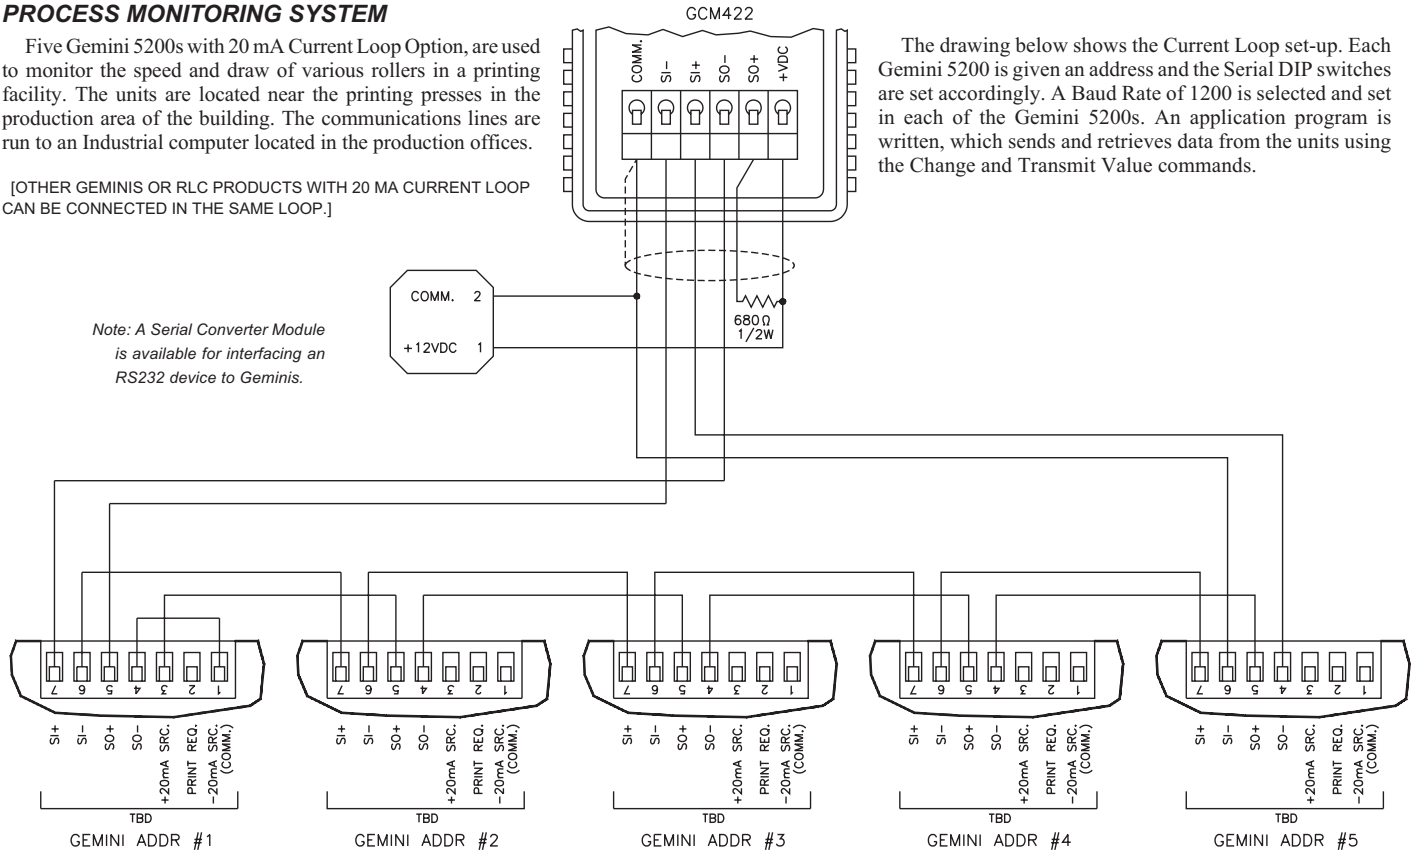 PROCESS MONITORING SYSTEM
Five Gemini 5200s with 20 mA Current Loop Option, are used
to monitor the speed and draw of various rollers in a printing
facility. The units are located near the printing presses in the
production area of the building. The communications lines are
run to an Industrial computer located in the production offices.
[OTHER GEMINIS OR RLC PRODUCTS WITH 20 MA CURRENT LOOP
CAN BE CONNECTED IN THE SAME LOOP.]
GCM422
COMM.
SI-
SI+
SO-
SO+
+VDC
The drawing below shows the Current Loop set-up. Each
Gemini 5200 is given an address and the Serial DIP switches
are set accordingly. A Baud Rate of 1200 is selected and set
in each of the Gemini 5200s. An application program is
written, which sends and retrieves data from the units using
the Change and Transmit Value commands.
COMM. 2
+12VDC 1
680Ω
1/2W
Note: A Serial Converter Module
is available for interfacing an
RS232 device to Geminis.
7 6 5 4 3 2 1
SI+
SI-
SO+
SO-
+20mA SRC.
PRINT REQ.
-20mA SRC.
(COMM.)
TBD
GEMINI ADDR #1
7 6 5 4 3 2 1
SI+
SI-
SO+
SO-
+20mA SRC.
PRINT REQ.
-20mA SRC.
(COMM.)
TBD
GEMINI ADDR #2
7 6 5 4 3 2 1
SI+
SI-
SO+
SO-
+20mA SRC.
PRINT REQ.
-20mA SRC.
(COMM.)
TBD
GEMINI ADDR #3
7 6 5 4 3 2 1
SI+
SI-
SO+
SO-
+20mA SRC.
PRINT REQ.
-20mA SRC.
(COMM.)
TBD
GEMINI ADDR #4
7 6 5 4 3 2 1
SI+
SI-
SO+
SO-
+20mA SRC.
PRINT REQ.
-20mA SRC.
(COMM.)
TBD
GEMINI ADDR #5